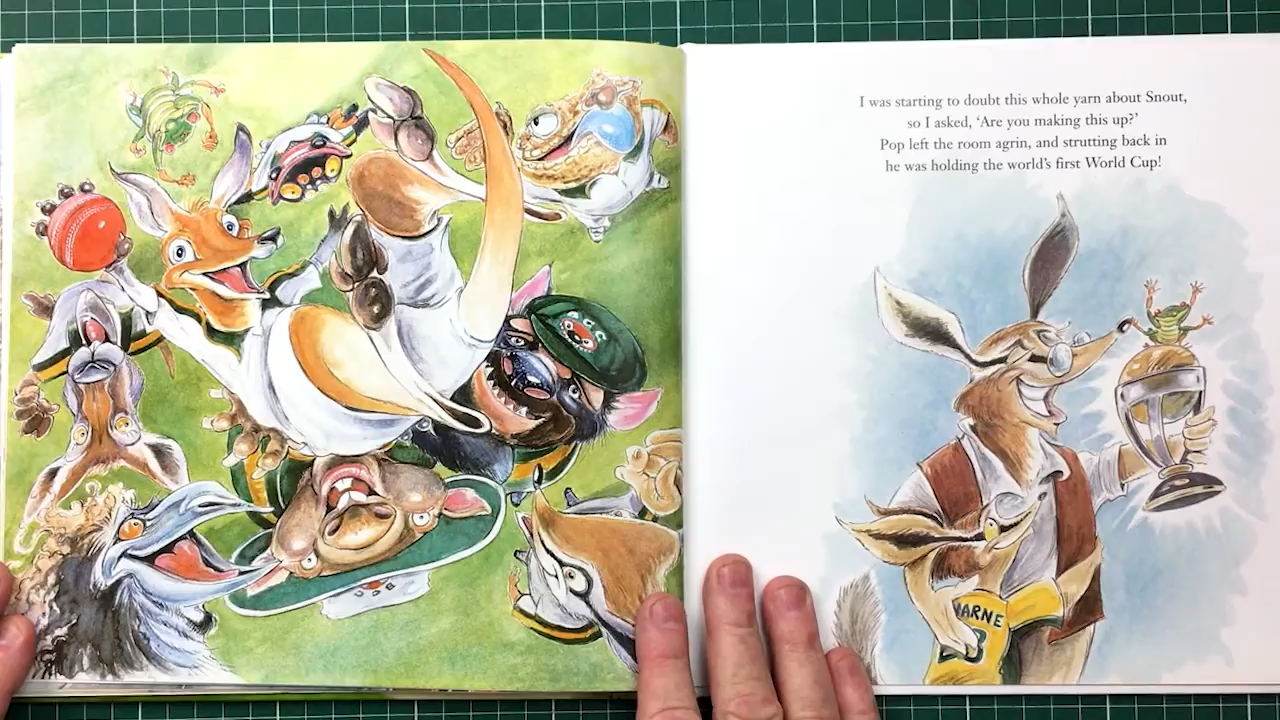 I was starting to doubt this whole yarn about Snout,
so I asked, ‘Are you making this up?’
Pop left the room agrin, and strutting back in
he was holding the world’s first World Cup!
WARNE
23